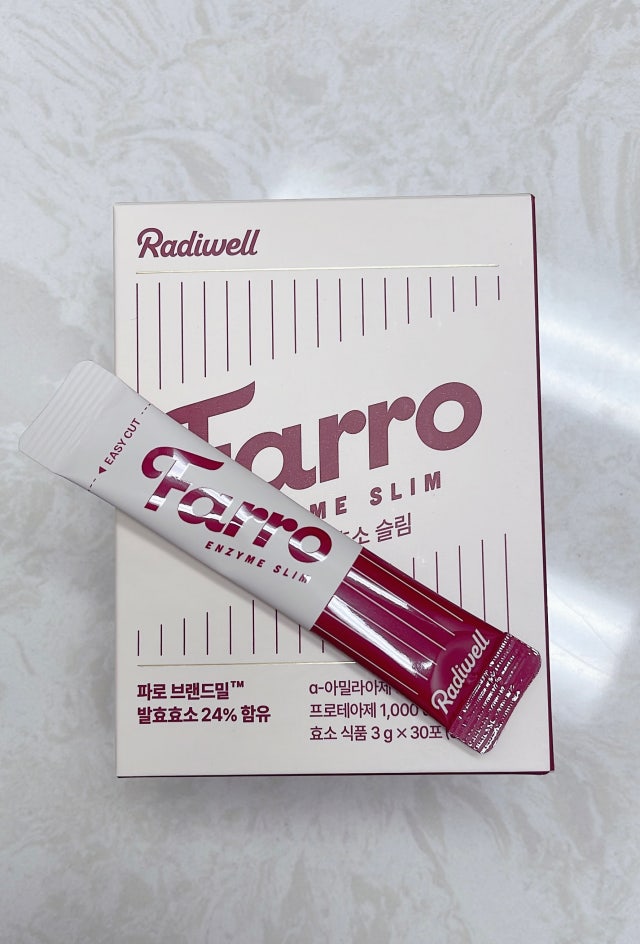 Radiwell
Farro
ME SLIM
효소 슬림
파로 브랜드밀™
발효효소 24% 함유
α-아밀라아제
프로테아제 1,000
효소 식품 3 g × 30포
◀ EASY CUT
Farro
ENZYME SLIM
Radiwell